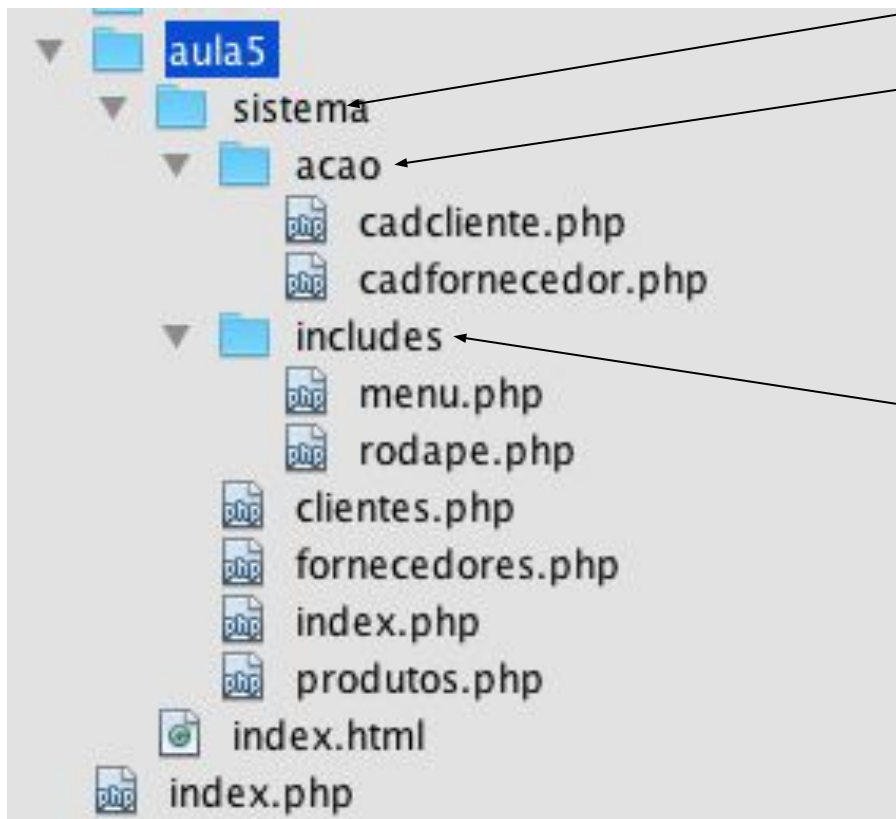 aula5
sistema
acao
cadcliente.php
cadfornecedor.php
includes
menu.php
rodape.php
clientes.php
fornecedores.php
index.php
produtos.php
index.html
index.php